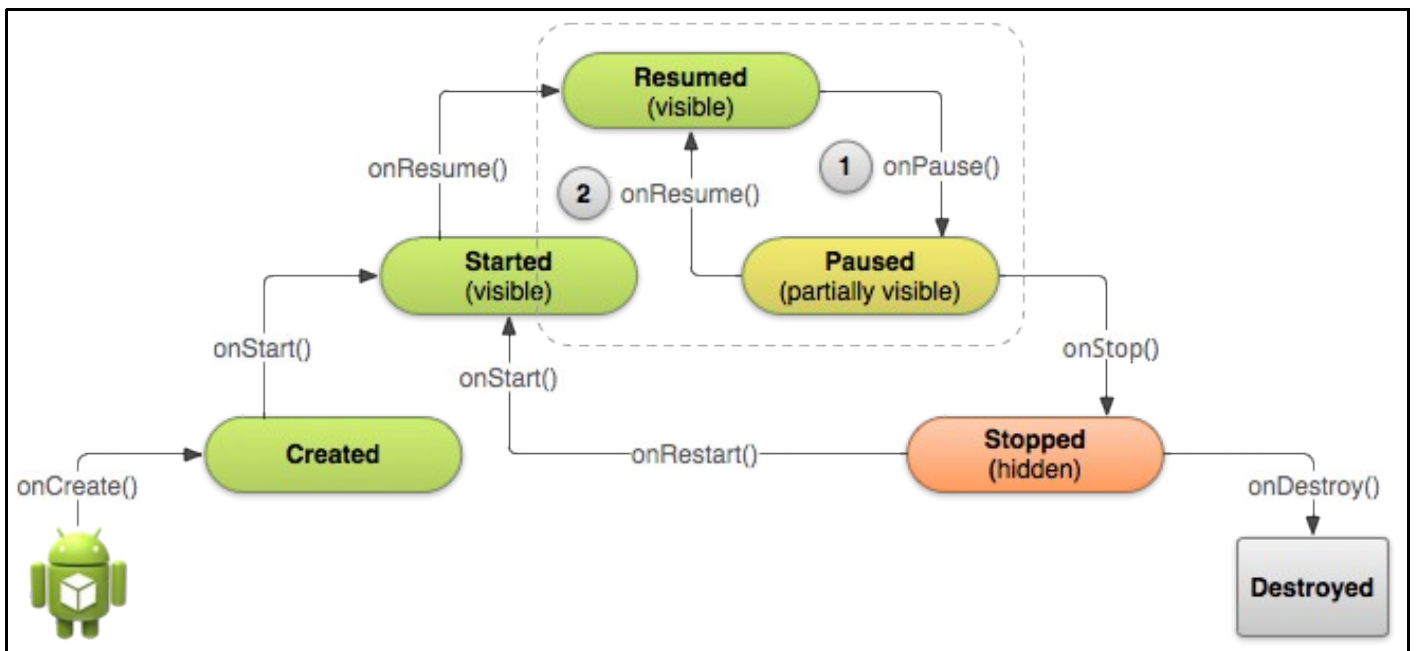 Resumed
(visible)
onResume()
2
onResume()
1
onPause()
Started
(visible)
Paused
(partially visible)
onStart()
onStart()
onStop()
Created
onRestart()
Stopped
(hidden)
onCreate()
onDestroy()
Destroyed